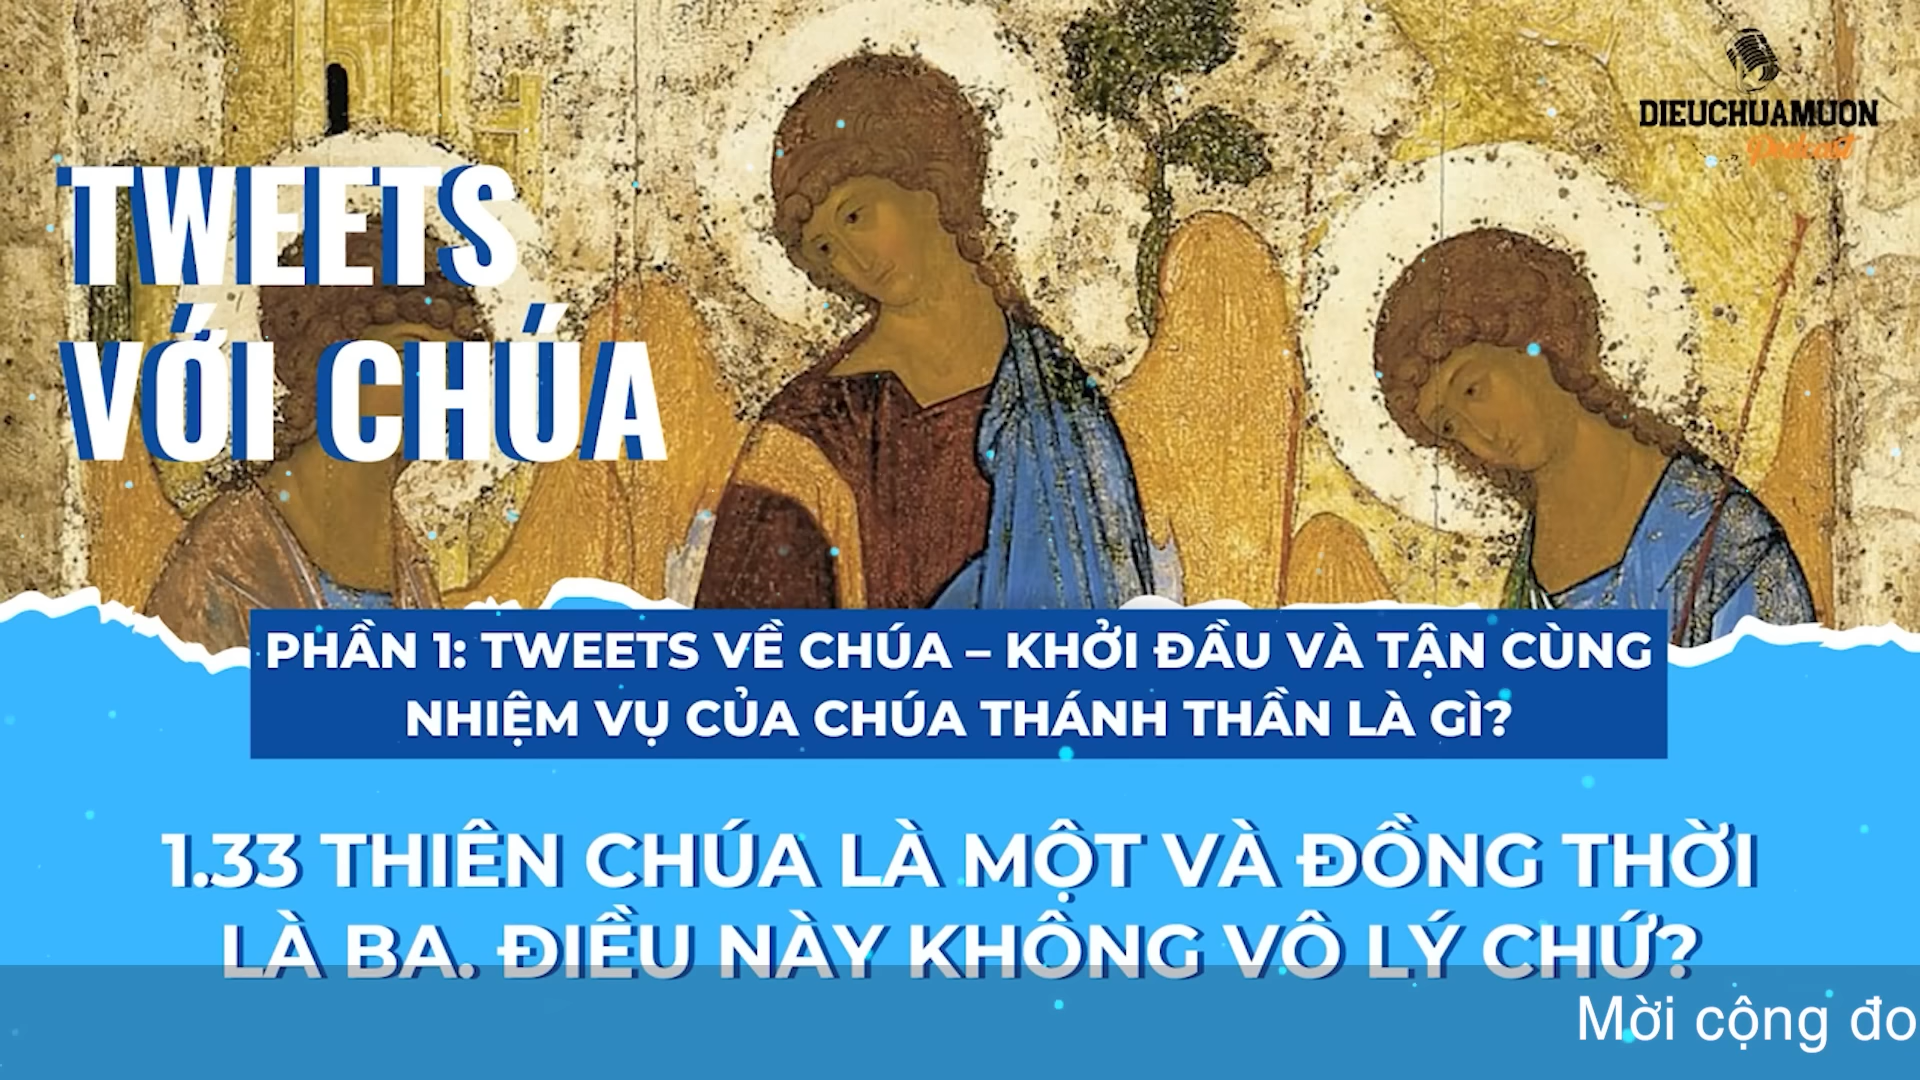 DIEUCHUAMUON
Podcast
TWEETS
VỚI CHÚA
PHẦN 1: TWEETS VỀ CHÚA – KHỞI ĐẦU VÀ TẬN CÙNG
NHIỆM VỤ CỦA CHÚA THÁNH THẦN LÀ GÌ?
1.33 THIÊN CHÚA LÀ MỘT VÀ ĐỒNG THỜI
LÀ BA. ĐIỀU NÀY KHÔNG VÔ LÝ CHỨ?
Mời cộng đo